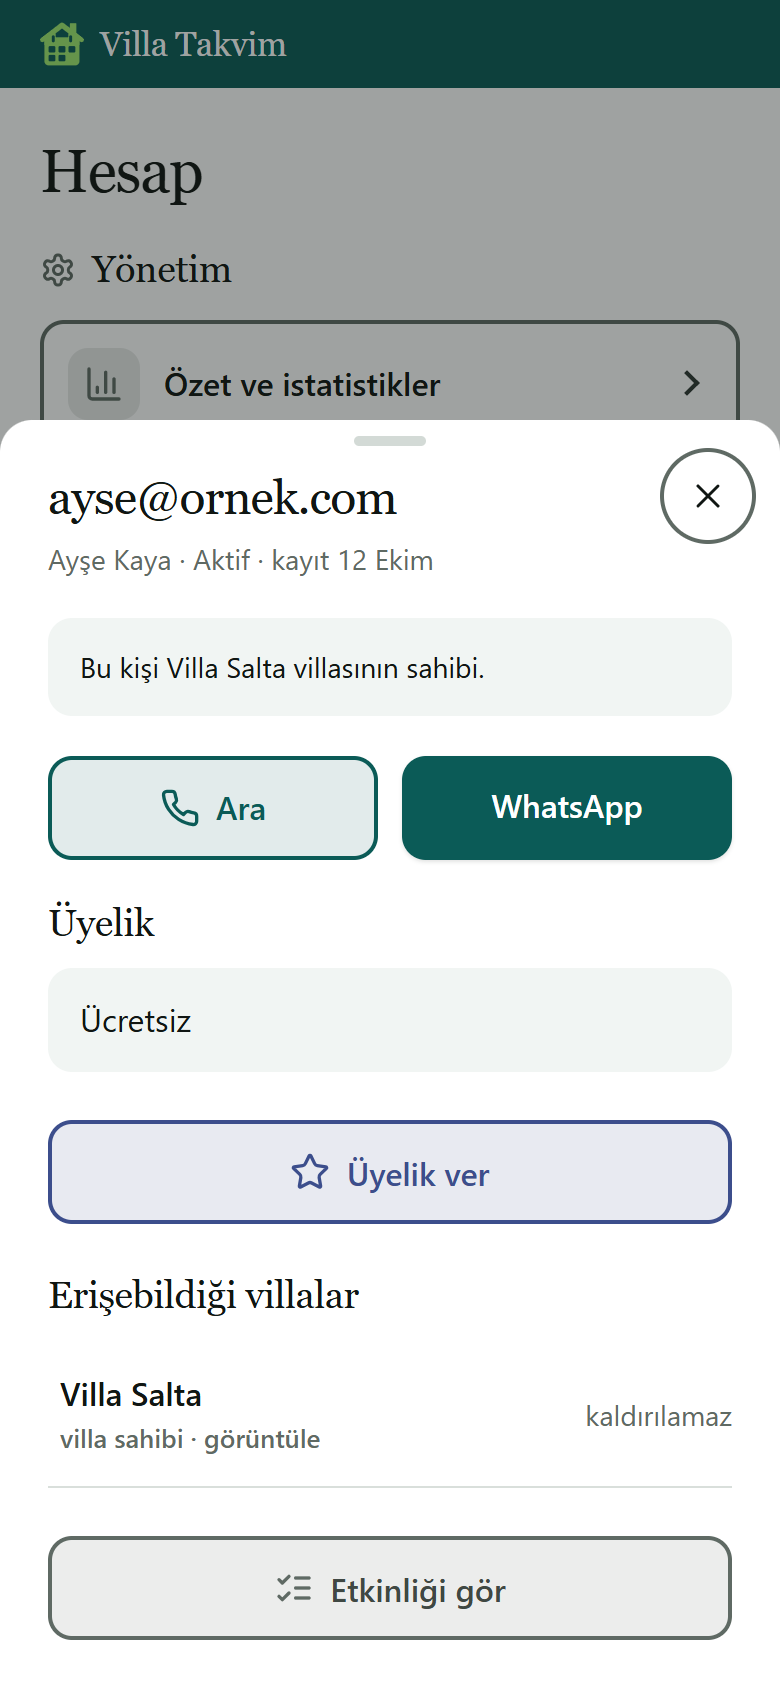 Villa Takvim
Hesap
Yönetim
Özet ve istatistikler
ayse@ornek.com
Ayşe Kaya · Aktif · kayıt 12 Ekim
Bu kişi Villa Salta villasının sahibi.
Ara
WhatsApp
Üyelik
Ücretsiz
Üyelik ver
Erişebildiği villalar
Villa Salta
villa sahibi · görüntüle
kaldırılamaz
Etkinliği gör